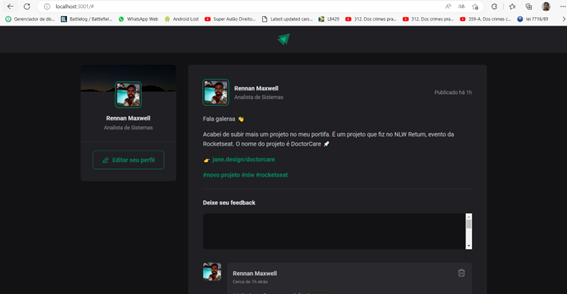 localhost:3001/#
Gerenciador de dis...
Battlelog / Battlefiel...
WhatsApp Web
Android Lost
Super Aulão Direito...
Latest updated cars...
LB429
312. Dos crimes pra...
312. Dos crimes pra...
359-A. Dos crimes c...
lei 7716/89
Rennan Maxwell
Analista de Sistemas
Editar seu perfil
Rennan Maxwell
Analista de Sistemas
Publicado há 1h
Fala galeraa 👋
Acabei de subir mais um projeto no meu portifa. É um projeto que fiz no NLW Return, evento da
Rocketseat. O nome do projeto é DoctorCare 🚀
👉 jane.design/doctorcare
#novo projeto #nlw #rocketseat
Deixe seu feedback
Rennan Maxwell
Cerca de 1h atrás